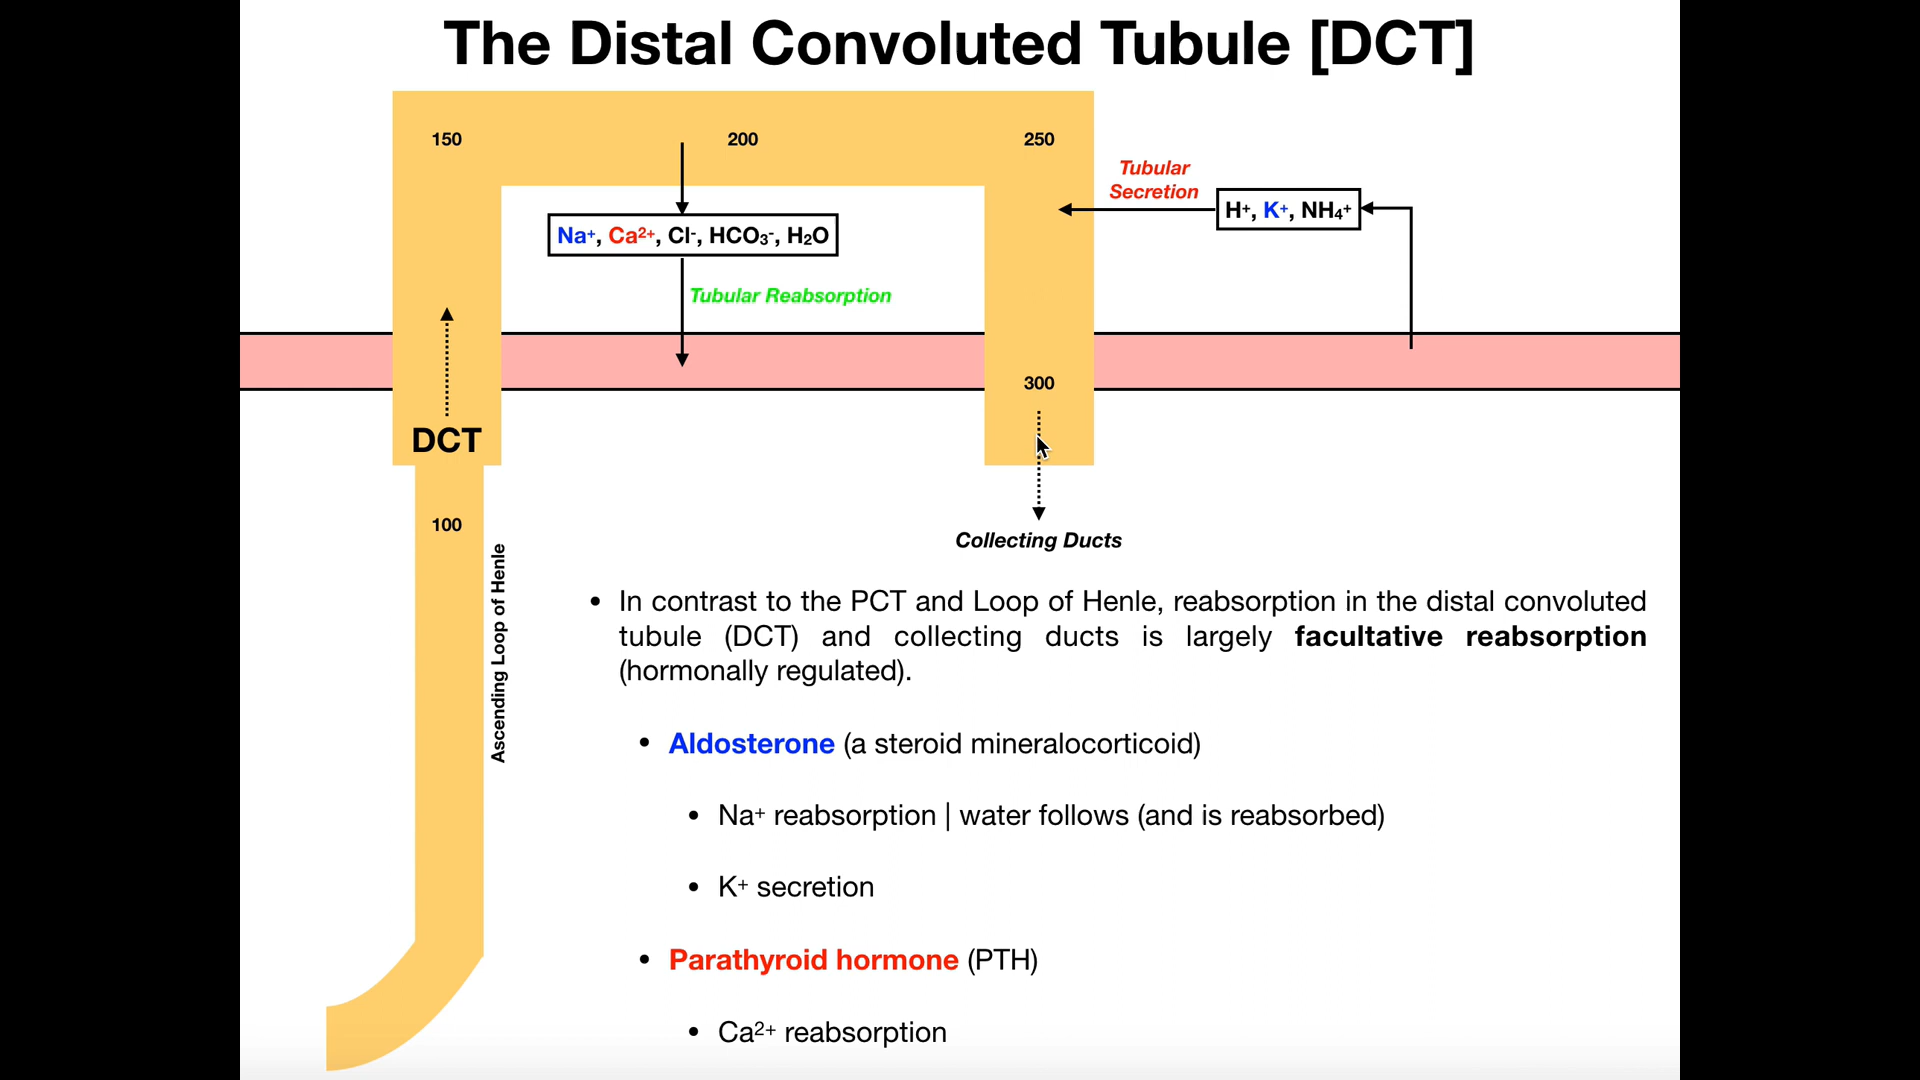 The Distal Convoluted Tubule [DCT]
150
200
250
Tubular
Secretion
H⁺, K⁺, NH₄⁺
Na⁺, Ca²⁺, Cl⁻, HCO₃⁻, H₂O
Tubular Reabsorption
300
DCT
100
Collecting Ducts
Ascending Loop of Henle
• In contrast to the PCT and Loop of Henle, reabsorption in the distal convoluted
tubule (DCT) and collecting ducts is largely facultative reabsorption
(hormonally regulated).
• Aldosterone (a steroid mineralocorticoid)
• Na⁺ reabsorption | water follows (and is reabsorbed)
• K⁺ secretion
• Parathyroid hormone (PTH)
• Ca²⁺ reabsorption